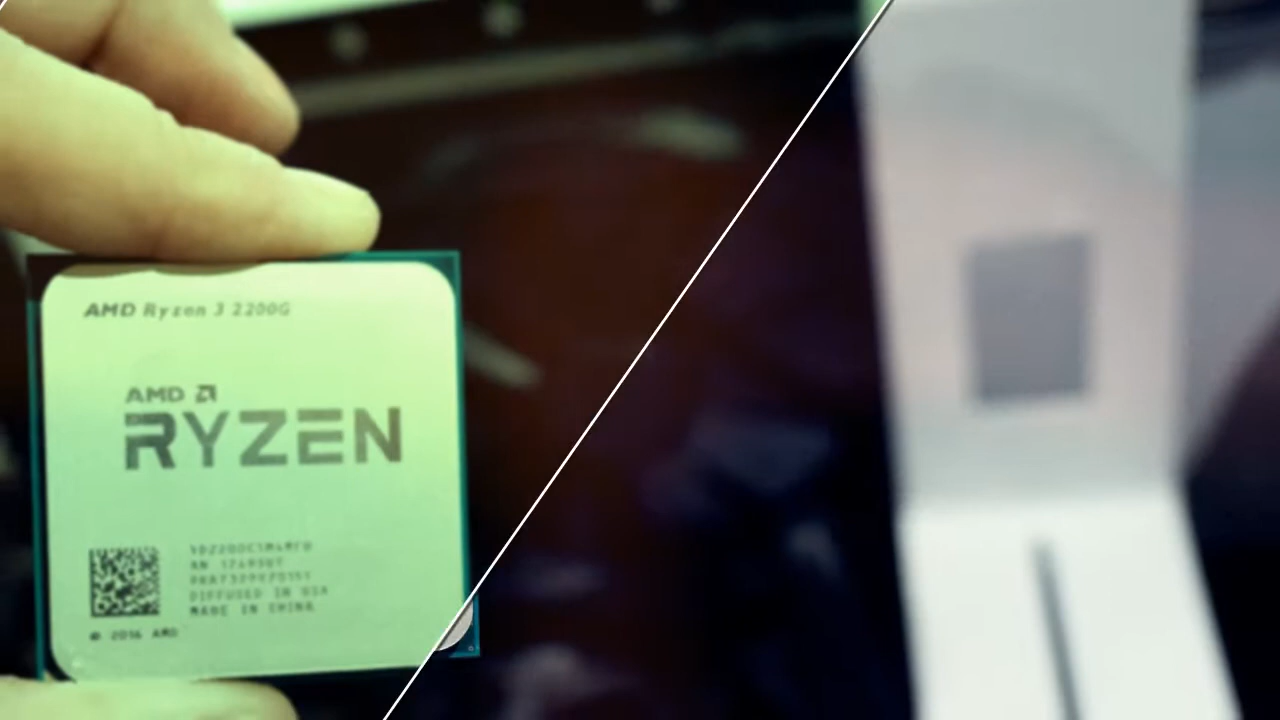 AMD Ryzen 3 2200G
AMD
RYZEN
DIFFUSED IN USA
MADE IN CHINA
© 2016 AMD